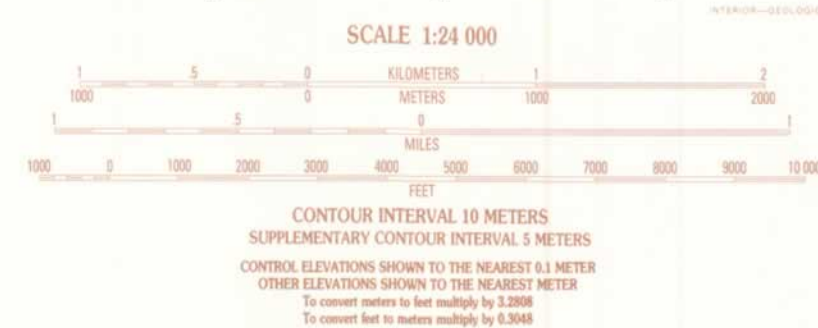 INTERIOR—GEOLOGIC
SCALE 1:24 000
1 .5 0 KILOMETERS 1 2
1000 0 METERS 1000 2000
1 .5 0 1
MILES
1000 0 1000 2000 3000 4000 5000 6000 7000 8000 9000 10 000
FEET
CONTOUR INTERVAL 10 METERS
SUPPLEMENTARY CONTOUR INTERVAL 5 METERS
CONTROL ELEVATIONS SHOWN TO THE NEAREST 0.1 METER
OTHER ELEVATIONS SHOWN TO THE NEAREST METER
To convert meters to feet multiply by 3.2808
To convert feet to meters multiply by 0.3048